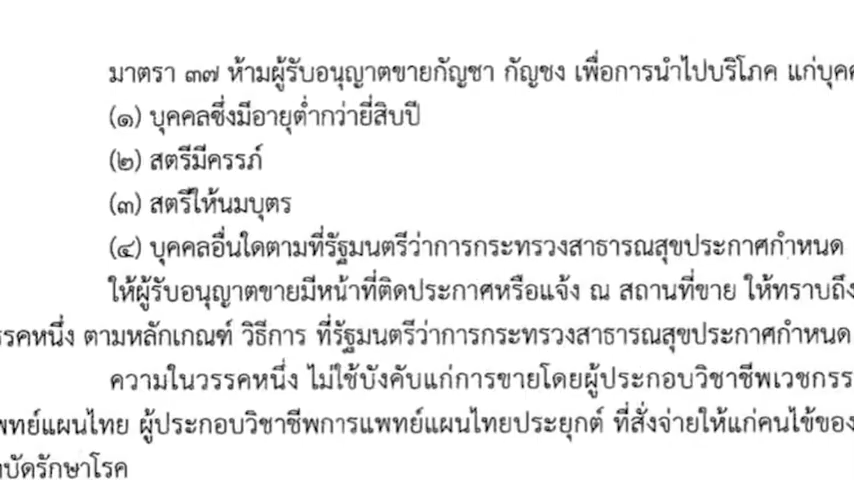 มาตรา ๓๗ ห้ามผู้รับอนุญาตขายกัญชา กัญชง เพื่อการนำไปบริโภค แก่บุคค
(๑) บุคคลซึ่งมีอายุต่ำกว่ายี่สิบปี
(๒) สตรีมีครรภ์
(๓) สตรีให้นมบุตร
(๔) บุคคลอื่นใดตามที่รัฐมนตรีว่าการกระทรวงสาธารณสุขประกาศกำหนด
ให้ผู้รับอนุญาตขายมีหน้าที่ติดประกาศหรือแจ้ง ณ สถานที่ขาย ให้ทราบถึง
รรคหนึ่ง ตามหลักเกณฑ์ วิธีการ ที่รัฐมนตรีว่าการกระทรวงสาธารณสุขประกาศกำหนด
ความในวรรคหนึ่ง ไม่ใช้บังคับแก่การขายโดยผู้ประกอบวิชาชีพเวชกรร
พทย์แผนไทย ผู้ประกอบวิชาชีพการแพทย์แผนไทยประยุกต์ ที่สั่งจ่ายให้แก่คนไข้ของ
บัดรักษาโรค